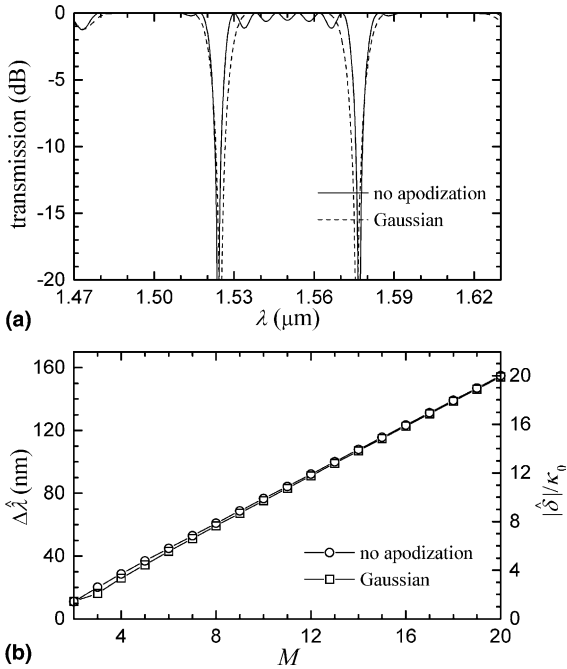 0
-5
-10
-15
-20
transmission (dB)
no apodization
Gaussian
1.47 1.50 1.53 1.56 1.59 1.62
λ (μm)
(a)
160
120
80
40
0
Δλ̂ (nm)
20
16
12
8
4
0
|δ̂|/κ₀
no apodization
Gaussian
4 8 12 16 20
M
(b)